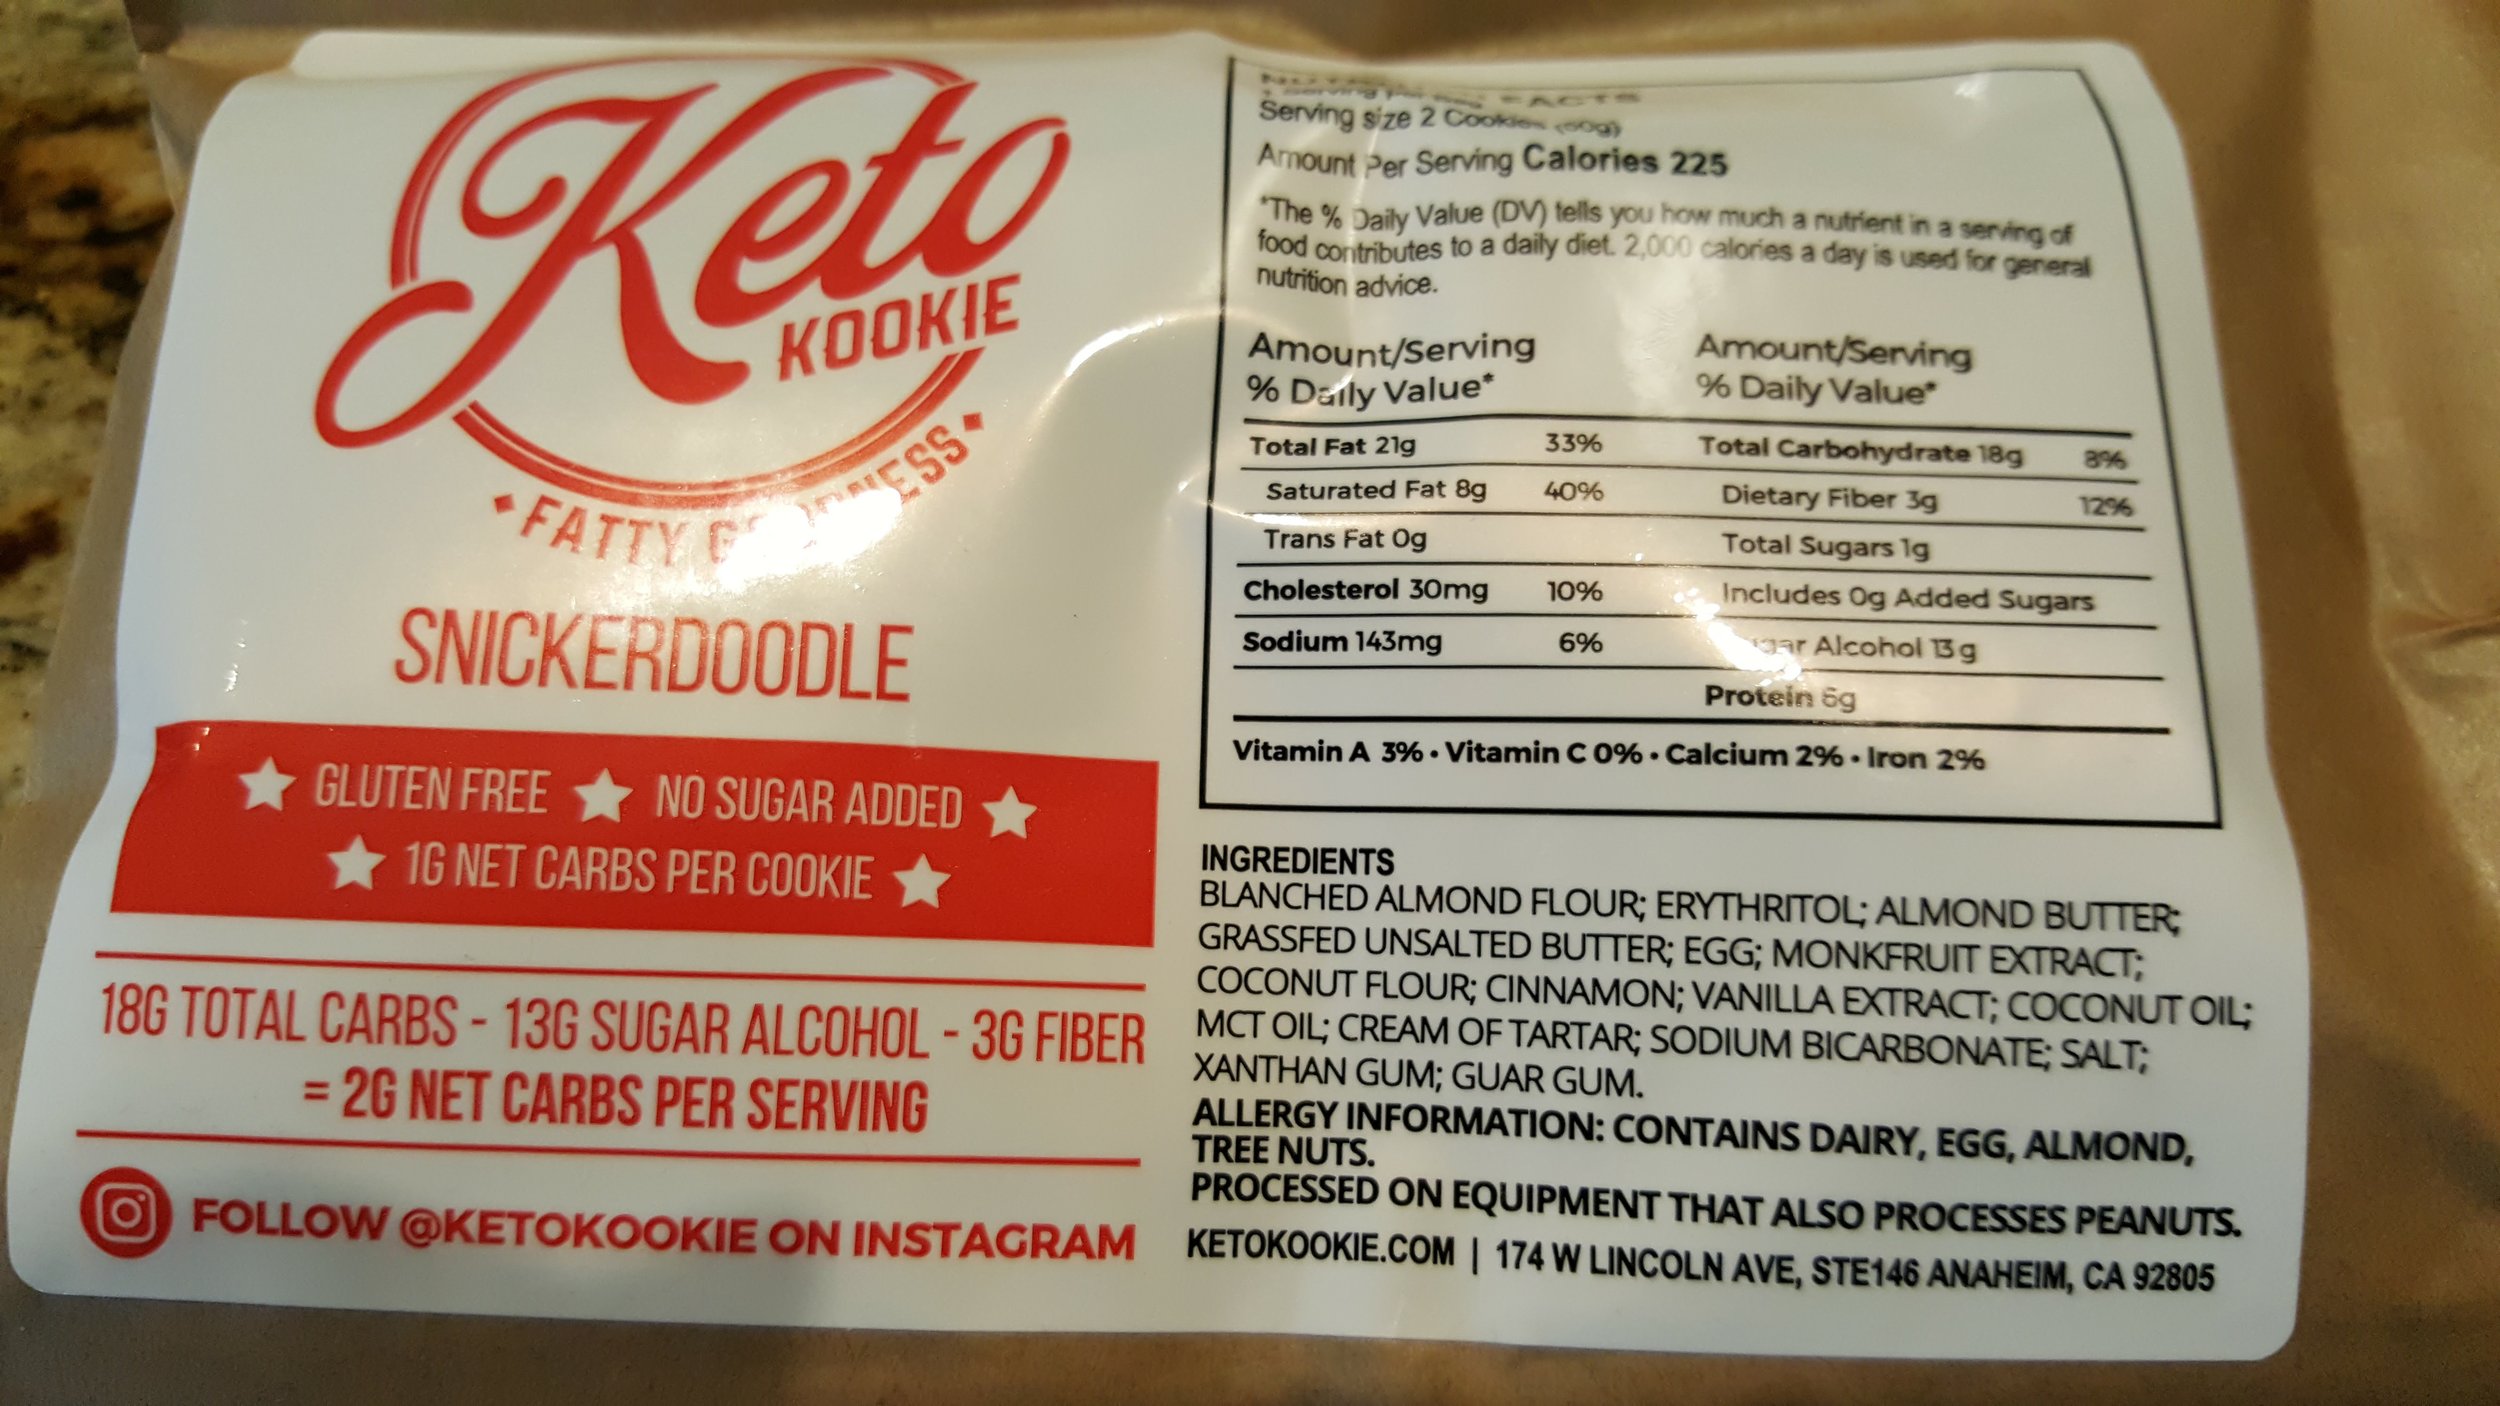 Keto
KOOKIE
• FATTY GOODNESS •
SNICKERDOODLE
GLUTEN FREE NO SUGAR ADDED
1G NET CARBS PER COOKIE
18G TOTAL CARBS - 13G SUGAR ALCOHOL - 3G FIBER
= 2G NET CARBS PER SERVING
FOLLOW @KETOKOOKIE ON INSTAGRAM
FACTS
Serving size 2 Cookies
Amount Per Serving Calories 225
*The % Daily Value (DV) tells you how much a nutrient in a serving of
food contributes to a daily diet. 2,000 calories a day is used for general
nutrition advice.
Amount/Serving
% Daily Value*
Total Fat 21g 33%
Saturated Fat 8g 40%
Trans Fat 0g
Cholesterol 30mg 10%
Sodium 143mg 6%
Amount/Serving
% Daily Value*
Total Carbohydrate 18g 8%
Dietary Fiber 3g 12%
Total Sugars 1g
Includes 0g Added Sugars
Sugar Alcohol 13g
Protein 6g
Vitamin A 3% • Vitamin C 0% • Calcium 2% • Iron 2%
INGREDIENTS
BLANCHED ALMOND FLOUR; ERYTHRITOL; ALMOND BUTTER;
GRASSFED UNSALTED BUTTER; EGG; MONKFRUIT EXTRACT;
COCONUT FLOUR; CINNAMON; VANILLA EXTRACT; COCONUT OIL;
MCT OIL; CREAM OF TARTAR; SODIUM BICARBONATE; SALT;
XANTHAN GUM; GUAR GUM.
ALLERGY INFORMATION: CONTAINS DAIRY, EGG, ALMOND,
TREE NUTS.
PROCESSED ON EQUIPMENT THAT ALSO PROCESSES PEANUTS.
KETOKOOKIE.COM | 174 W LINCOLN AVE, STE146 ANAHEIM, CA 92805